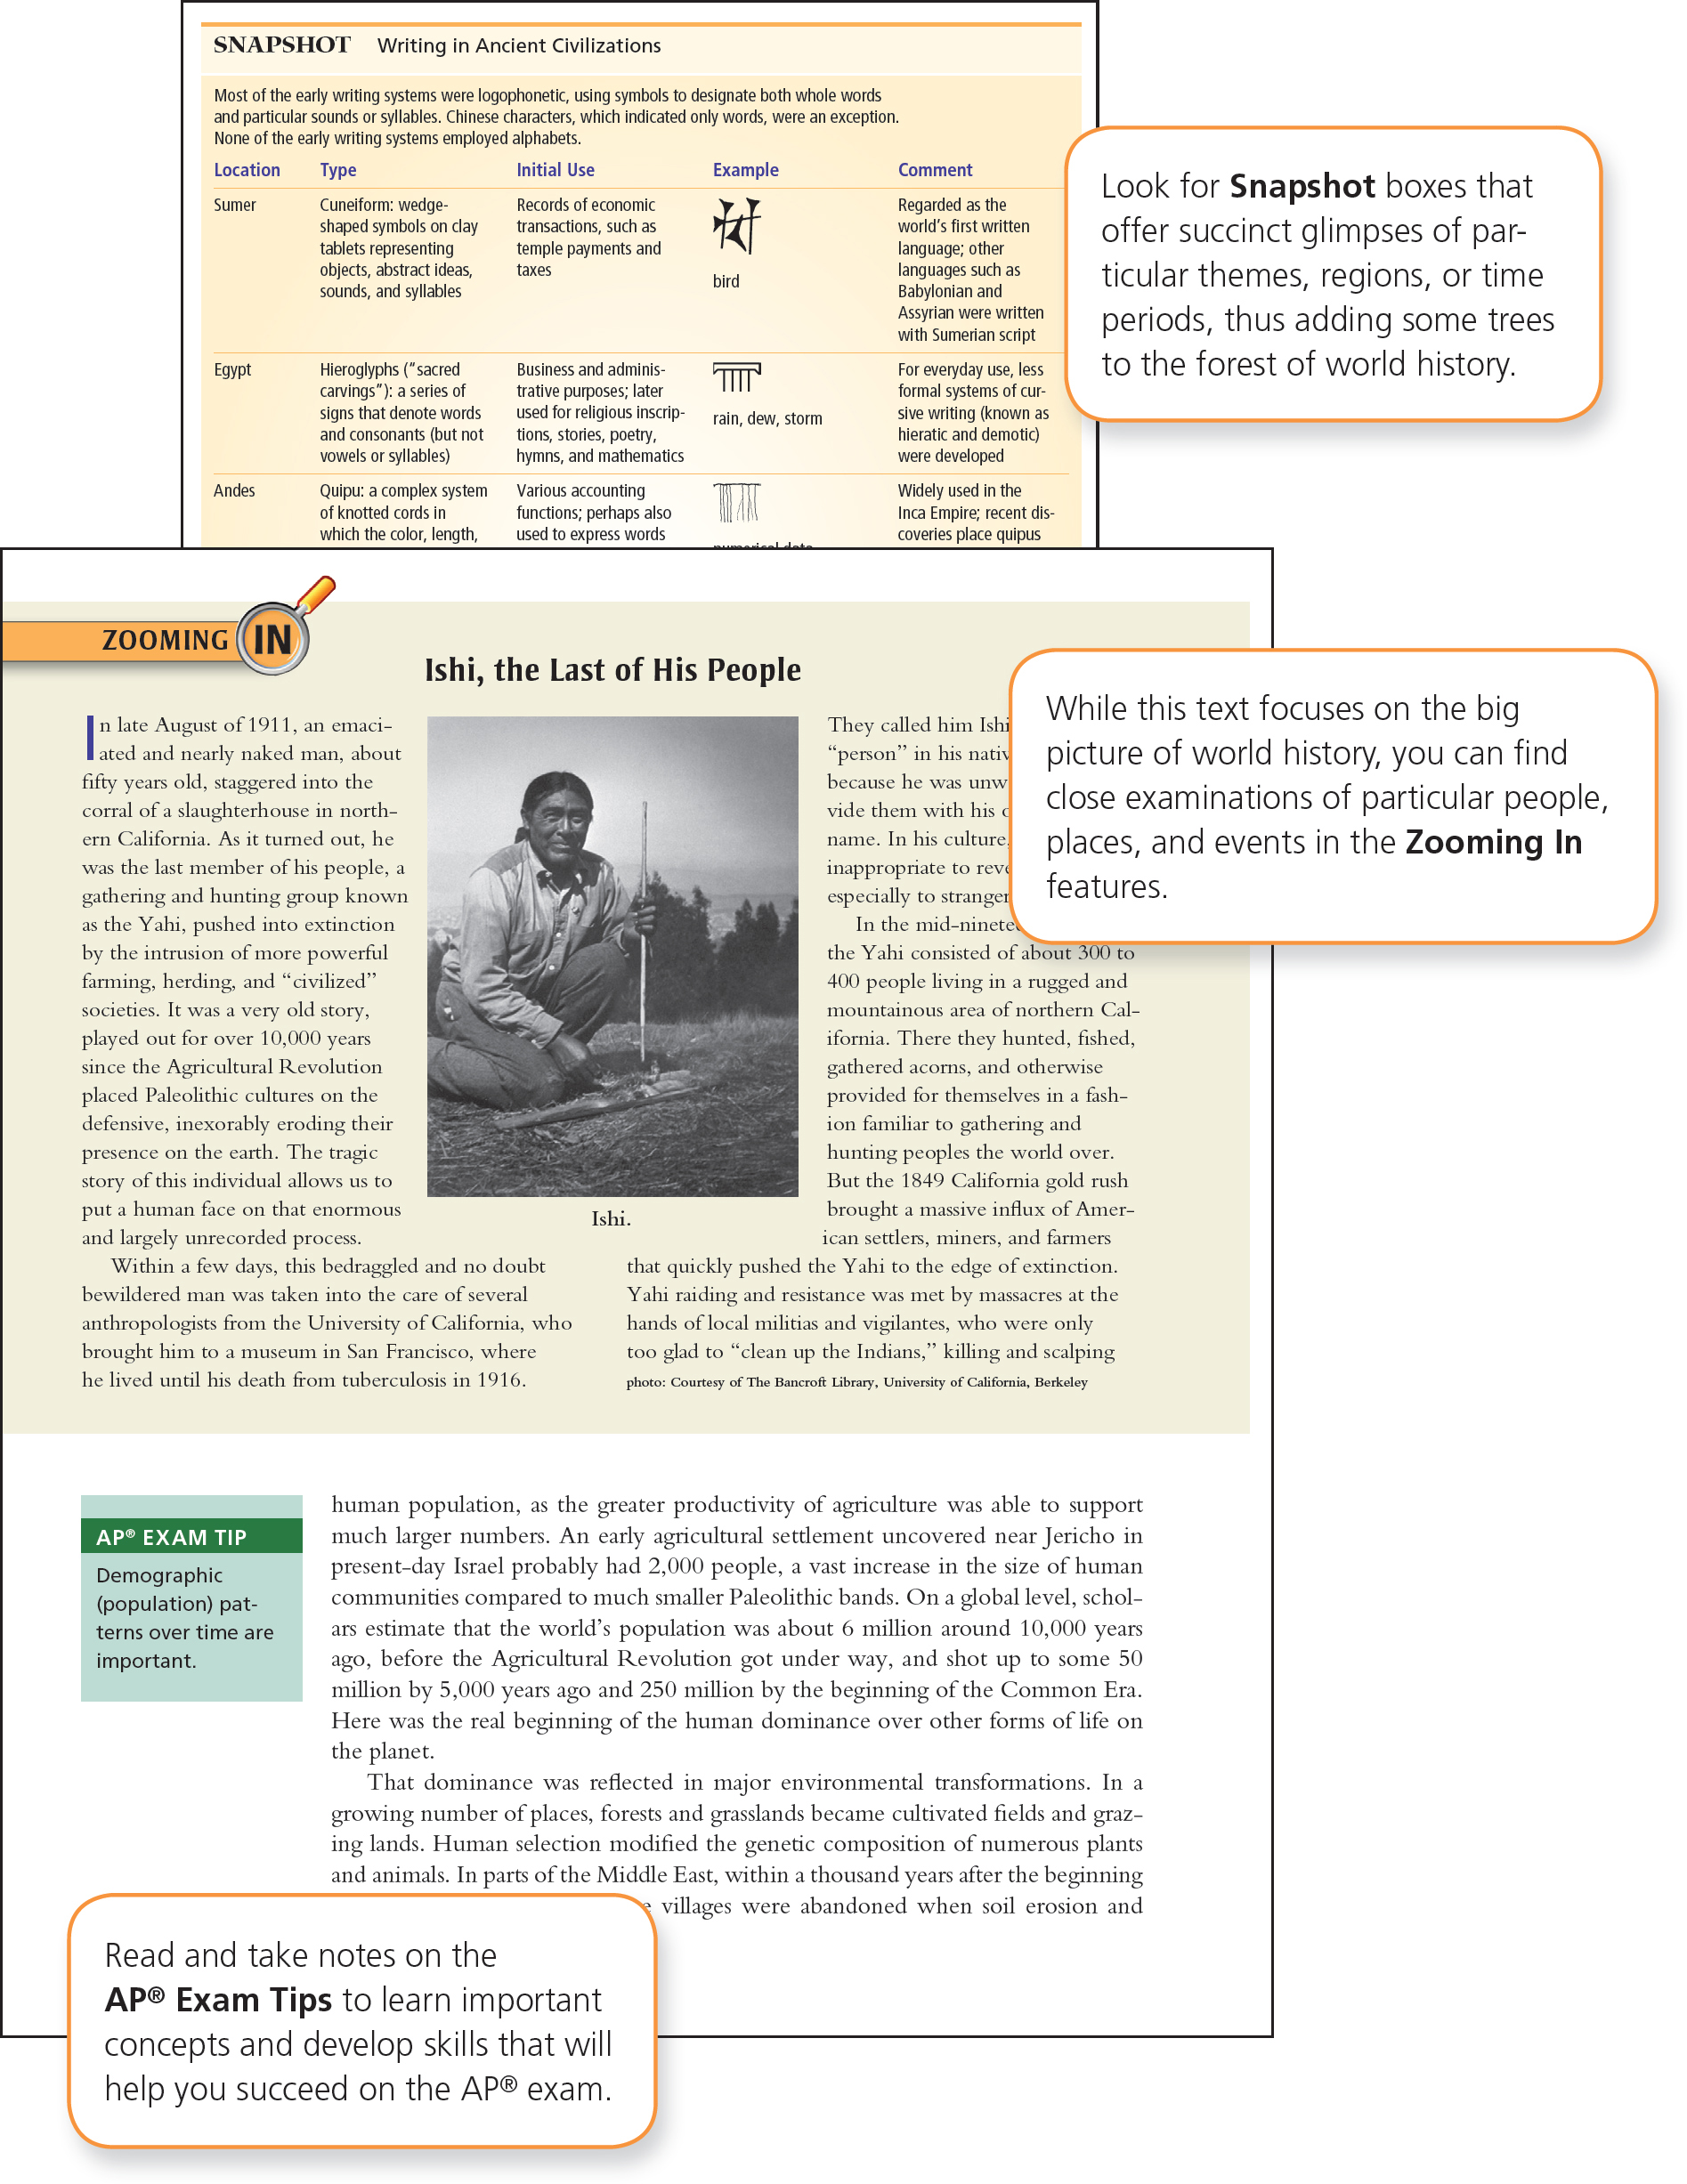 SNAPSHOT Writing in Ancient Civilizations
Most of the early writing systems were logophonetic, using symbols to designate both whole words
and particular sounds or syllables. Chinese characters, which indicated only words, were an exception.
None of the early writing systems employed alphabets.
Location Type Initial Use Example Comment
Sumer
Cuneiform: wedge-
shaped symbols on clay
tablets representing
objects, abstract ideas,
sounds, and syllables
Records of economic
transactions, such as
temple payments and
taxes
bird
Regarded as the
world’s first written
language; other
languages such as
Babylonian and
Assyrian were written
with Sumerian script
Egypt
Hieroglyphs (“sacred
carvings”): a series of
signs that denote words
and consonants (but not
vowels or syllables)
Business and adminis-
trative purposes; later
used for religious inscrip-
tions, stories, poetry,
hymns, and mathematics
rain, dew, storm
For everyday use, less
formal systems of cur-
sive writing (known as
hieratic and demotic)
were developed
Andes
Quipu: a complex system
of knotted cords in
which the color, length,
Various accounting
functions; perhaps also
used to express words
Widely used in the
Inca Empire; recent dis-
coveries place quipus
Look for Snapshot boxes that
offer succinct glimpses of par-
ticular themes, regions, or time
periods, thus adding some trees
to the forest of world history.
ZOOMING IN
Ishi, the Last of His People
In late August of 1911, an emaci-
ated and nearly naked man, about
fifty years old, staggered into the
corral of a slaughterhouse in north-
ern California. As it turned out, he
was the last member of his people, a
gathering and hunting group known
as the Yahi, pushed into extinction
by the intrusion of more powerful
farming, herding, and “civilized”
societies. It was a very old story,
played out for over 10,000 years
since the Agricultural Revolution
placed Paleolithic cultures on the
defensive, inexorably eroding their
presence on the earth. The tragic
story of this individual allows us to
put a human face on that enormous
and largely unrecorded process.
Within a few days, this bedraggled and no doubt
bewildered man was taken into the care of several
anthropologists from the University of California, who
brought him to a museum in San Francisco, where
he lived until his death from tuberculosis in 1916.
Ishi.
They called him Ishi
“person” in his
because he was
vide them with his
name. In his culture,
inappropriate to
especially to
In the
the Yahi consisted of about 300 to
400 people living in a rugged and
mountainous area of northern Cal-
ifornia. There they hunted, fished,
gathered acorns, and otherwise
provided for themselves in a fash-
ion familiar to gathering and
hunting peoples the world over.
But the 1849 California gold rush
brought a massive influx of Amer-
ican settlers, miners, and farmers
that quickly pushed the Yahi to the edge of extinction.
Yahi raiding and resistance was met by massacres at the
hands of local militias and vigilantes, who were only
too glad to “clean up the Indians,” killing and scalping
photo: Courtesy of The Bancroft Library, University of California, Berkeley
While this text focuses on the big
picture of world history, you can find
close examinations of particular people,
places, and events in the Zooming In
features.
AP® EXAM TIP
Demographic
(population) pat-
terns over time are
important.
human population, as the greater productivity of agriculture was able to support
much larger numbers. An early agricultural settlement uncovered near Jericho in
present-day Israel probably had 2,000 people, a vast increase in the size of human
communities compared to much smaller Paleolithic bands. On a global level, schol-
ars estimate that the world’s population was about 6 million around 10,000 years
ago, before the Agricultural Revolution got under way, and shot up to some 50
million by 5,000 years ago and 250 million by the beginning of the Common Era.
Here was the real beginning of the human dominance over other forms of life on
the planet.
That dominance was reflected in major environmental transformations. In a
growing number of places, forests and grasslands became cultivated fields and graz-
ing lands. Human selection modified the genetic composition of numerous plants
and animals. In parts of the Middle East, within a thousand years after the beginning
villages were abandoned when soil erosion and
Read and take notes on the
AP® Exam Tips to learn important
concepts and develop skills that will
help you succeed on the AP® exam.